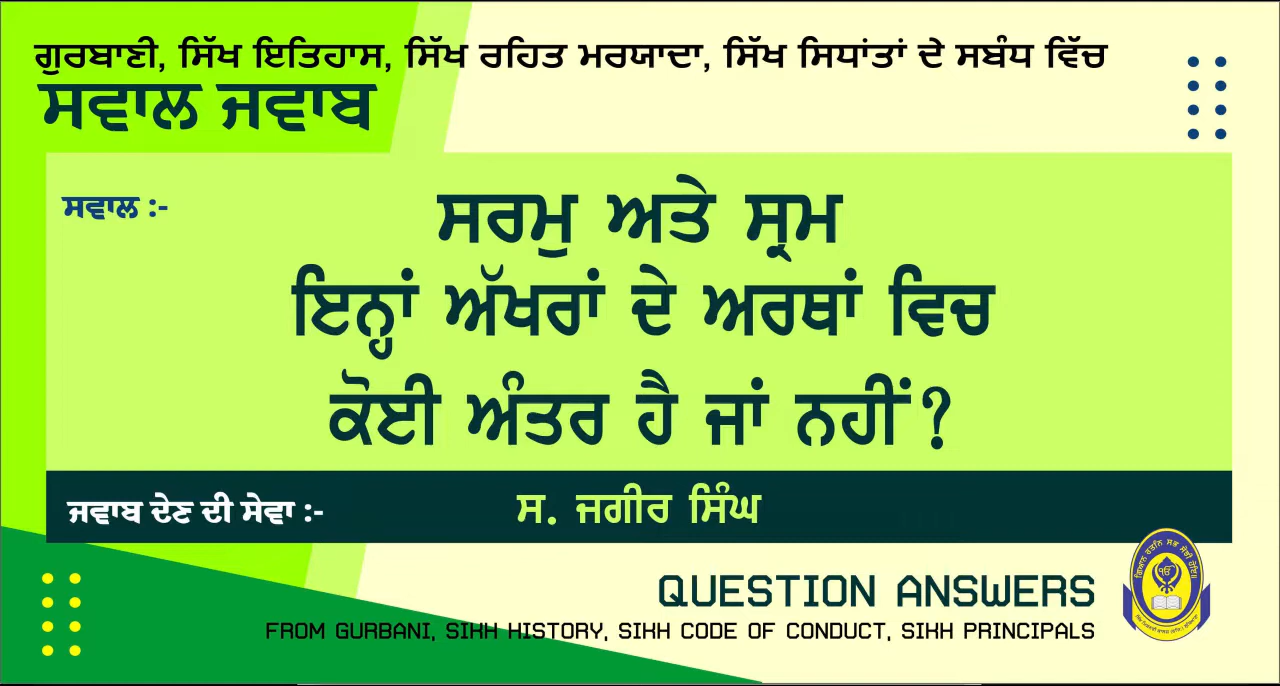 ਗੁਰਬਾਣੀ, ਸਿੱਖ ਇਤਿਹਾਸ, ਸਿੱਖ ਰਹਿਤ ਮਰਯਾਦਾ, ਸਿੱਖ ਸਿਧਾਂਤਾਂ ਦੇ ਸਬੰਧ ਵਿੱਚ
ਸਵਾਲ ਜਵਾਬ
ਸਵਾਲ :-
ਸਰਮੁ ਅਤੇ ਸ੍ਰਮ
ਇਨ੍ਹਾਂ ਅੱਖਰਾਂ ਦੇ ਅਰਥਾਂ ਵਿਚ
ਕੋਈ ਅੰਤਰ ਹੈ ਜਾਂ ਨਹੀਂ?
ਜਵਾਬ ਦੇਣ ਦੀ ਸੇਵਾ :- ਸ. ਜਗੀਰ ਸਿੰਘ
QUESTION ANSWERS
FROM GURBANI, SIKH HISTORY, SIKH CODE OF CONDUCT, SIKH PRINCIPALS